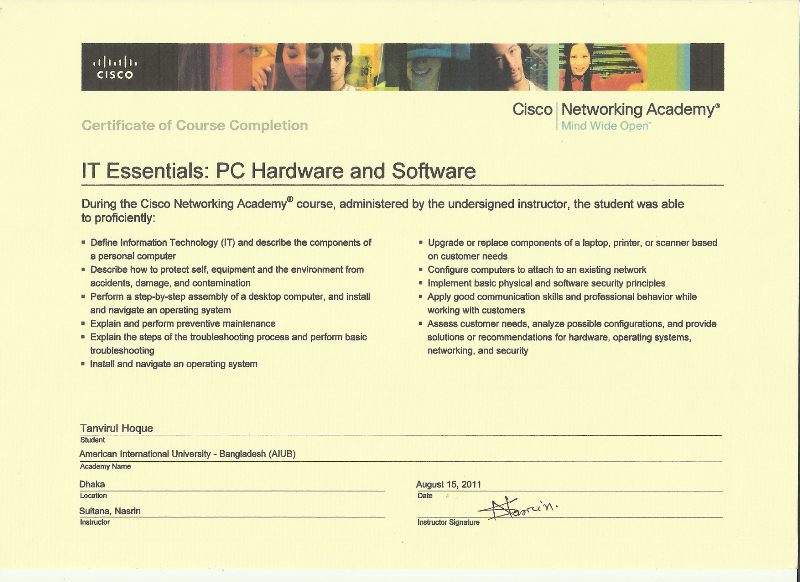 CISCO
Cisco Networking Academy®
Mind Wide Open™
Certificate of Course Completion
IT Essentials: PC Hardware and Software
During the Cisco Networking Academy® course, administered by the undersigned instructor, the student was able
to proficiently:
▪ Define Information Technology (IT) and describe the components of
a personal computer
▪ Describe how to protect self, equipment and the environment from
accidents, damage, and contamination
▪ Perform a step-by-step assembly of a desktop computer, and install
and navigate an operating system
▪ Explain and perform preventive maintenance
▪ Explain the steps of the troubleshooting process and perform basic
troubleshooting
▪ Install and navigate an operating system
▪ Upgrade or replace components of a laptop, printer, or scanner based
on customer needs
▪ Configure computers to attach to an existing network
▪ Implement basic physical and software security principles
▪ Apply good communication skills and professional behavior while
working with customers
▪ Assess customer needs, analyze possible configurations, and provide
solutions or recommendations for hardware, operating systems,
networking, and security
Tanvirul Hoque
Student
American International University - Bangladesh (AIUB)
Academy Name
Dhaka
Location
August 15, 2011
Date
Sultana, Nasrin
Instructor
Nasrin.
Instructor Signature